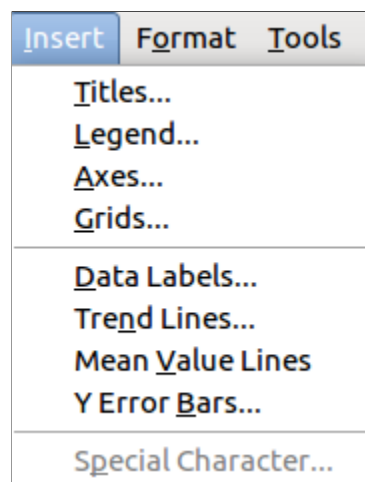 Insert Format Tools
Titles...
Legend...
Axes...
Grids...
Data Labels...
Trend Lines...
Mean Value Lines
Y Error Bars...
Special Character...